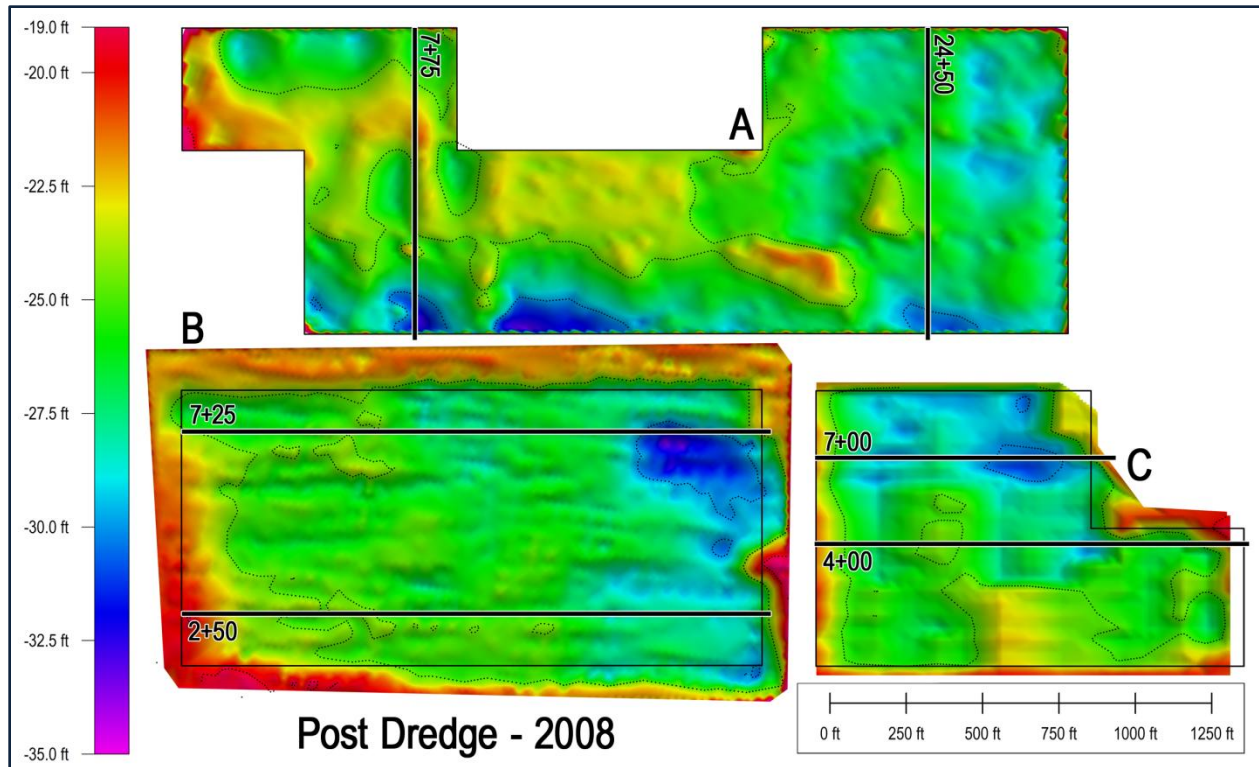 -19.0 ft
-20.0 ft
-22.5 ft
-25.0 ft
-27.5 ft
-30.0 ft
-32.5 ft
-35.0 ft
7+75
24+50
A
B
7+25
2+50
7+00
C
4+00
Post Dredge - 2008
0 ft 250 ft 500 ft 750 ft 1000 ft 1250 ft